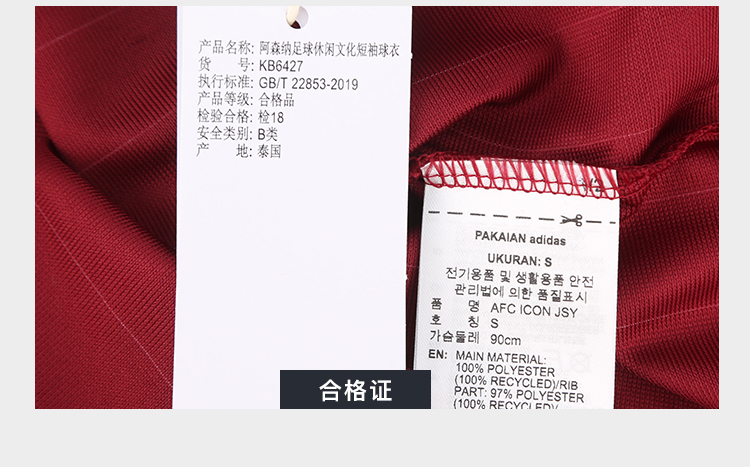 产品名称: 阿森纳足球休闲文化短袖球衣
货 号: KB6427
执行标准: GB/T 22853-2019
产品等级: 合格品
检验合格: 检18
安全类别: B类
产 地: 泰国
PAKAIAN adidas
UKURAN: S
전기용품 및 생활용품 안전
관리법에 의한 품질표시
품 명 AFC ICON JSY
호 칭 S
가슴둘레 90cm
EN: MAIN MATERIAL:
100% POLYESTER
(100% RECYCLED)/RIB
PART: 97% POLYESTER
(100% RECYCLED)
合格证